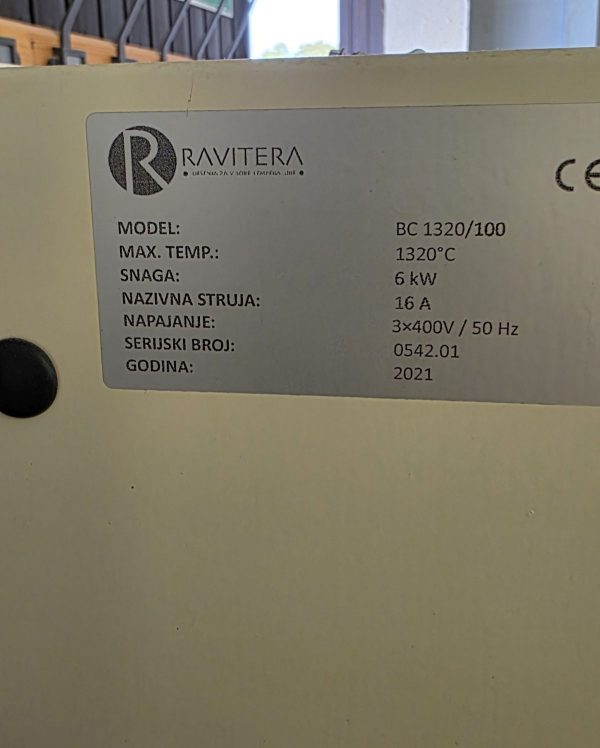 R RAVITERA
CE
MODEL: BC 1320/100
MAX. TEMP.: 1320°C
SNAGA: 6 kW
NAZIVNA STRUJA: 16 A
NAPAJANJE: 3×400V / 50 Hz
SERIJSKI BROJ: 0542.01
GODINA: 2021